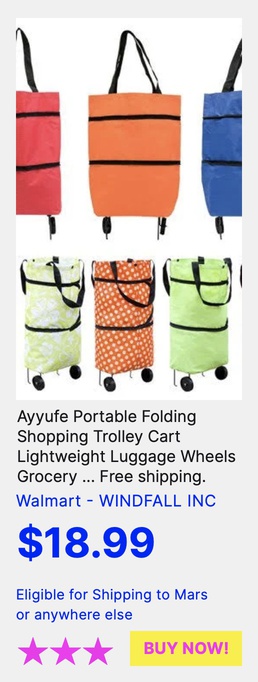 Ayyufe Portable Folding
Shopping Trolley Cart
Lightweight Luggage Wheels
Grocery ... Free shipping.
Walmart - WINDFALL INC
$18.99
Eligible for Shipping to Mars
or anywhere else
BUY NOW!